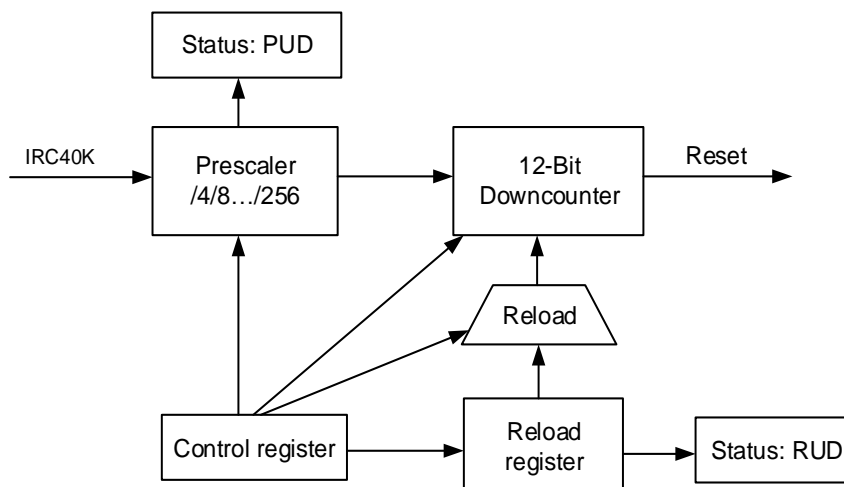 Status: PUD
IRC40K
Prescaler
/4/8…/256
12-Bit
Downcounter
Reset
Reload
Control register
Reload
register
Status: RUD